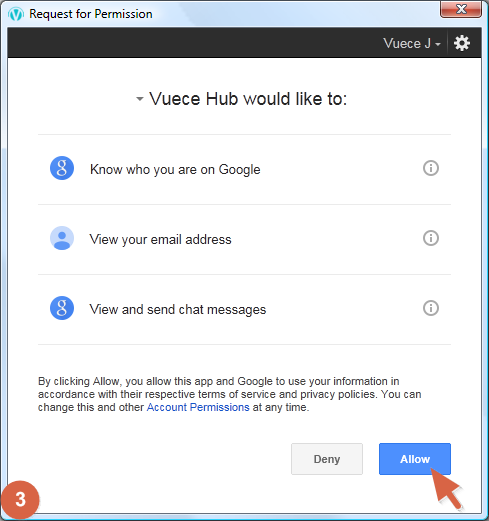 Request for Permission
Vuece J
Vuece Hub would like to:
Know who you are on Google
View your email address
View and send chat messages
By clicking Allow, you allow this app and Google to use your information in
accordance with their respective terms of service and privacy policies. You can
change this and other Account Permissions at any time.
Deny
Allow
3